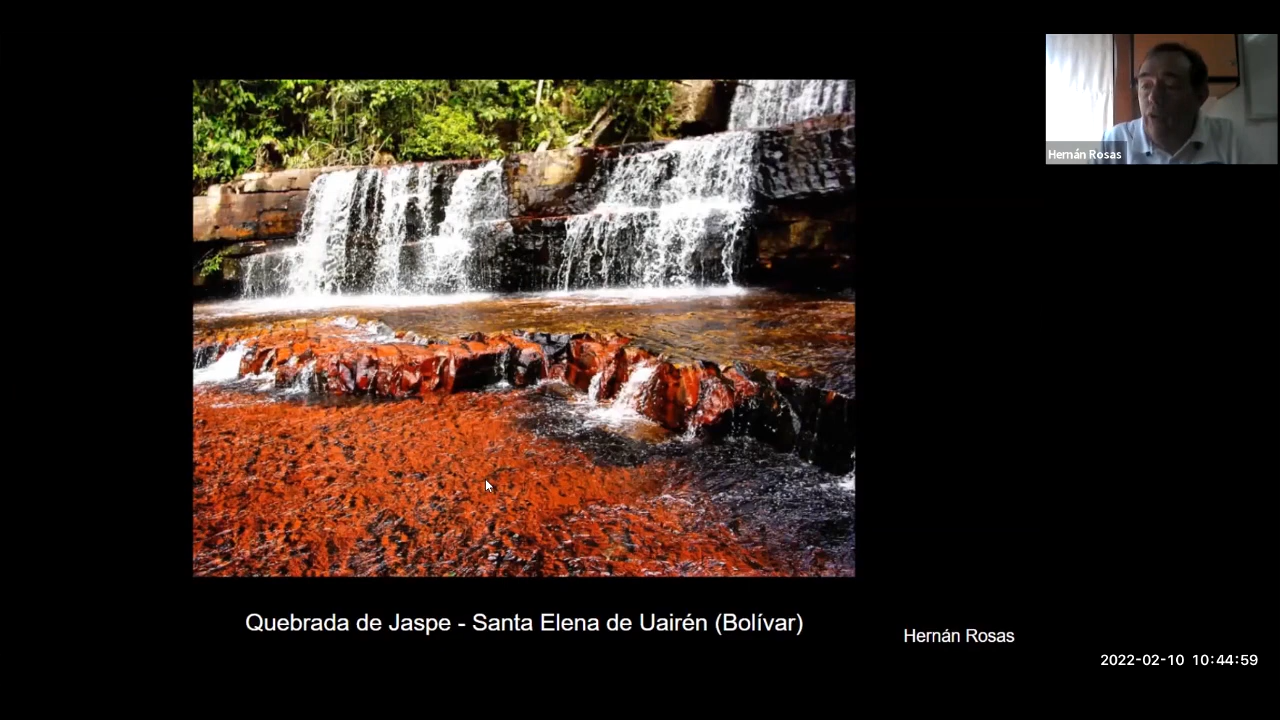 Hernán Rosas
Quebrada de Jaspe - Santa Elena de Uairén (Bolívar)
Hernán Rosas
2022-02-10 10:44:59